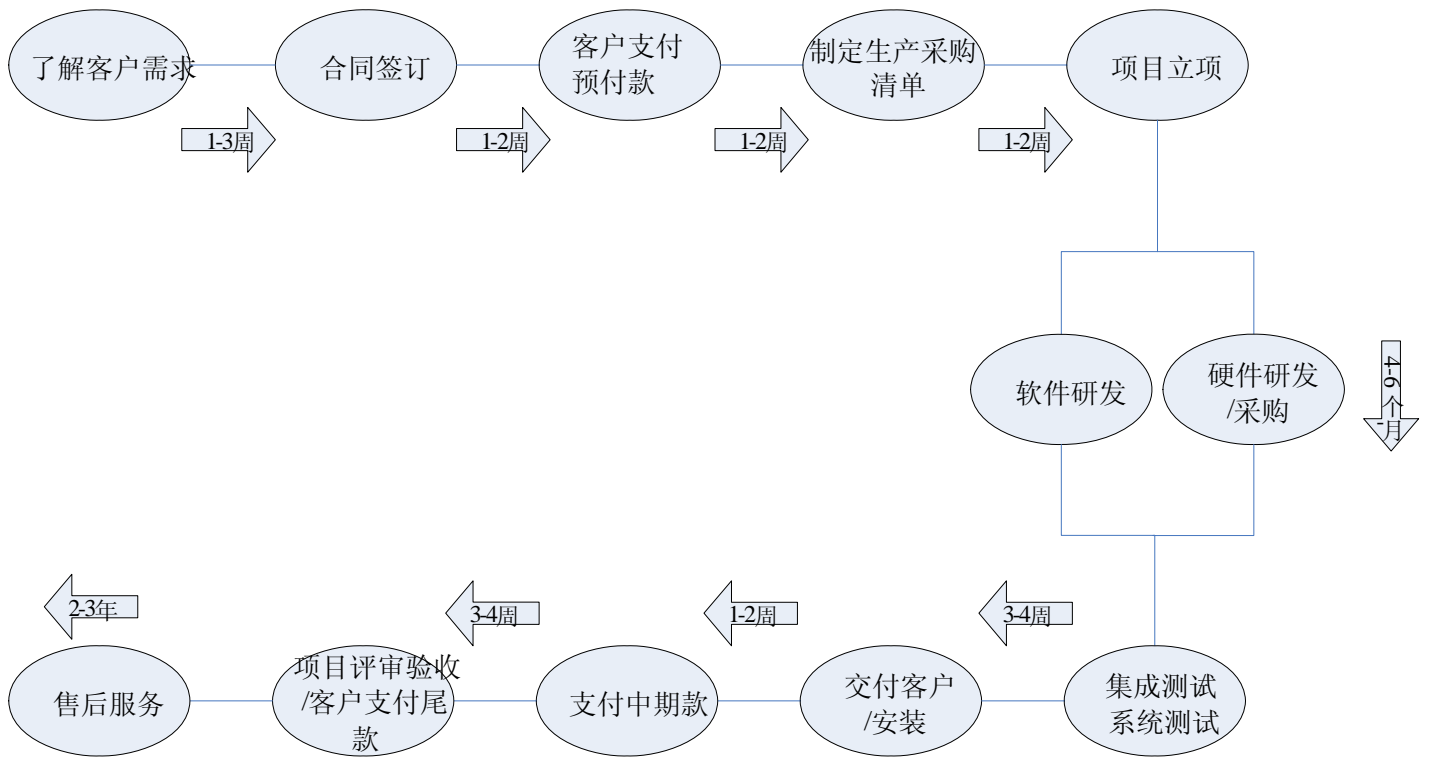 了解客户需求
合同签订
客户支付
预付款
制定生产采购
清单
项目立项
1-3周
1-2周
1-2周
1-2周
软件研发
硬件研发
/采购
4-6个月
2-3年
3-4周
1-2周
3-4周
售后服务
项目评审验收
/客户支付尾
款
支付中期款
交付客户
/安装
集成测试
系统测试